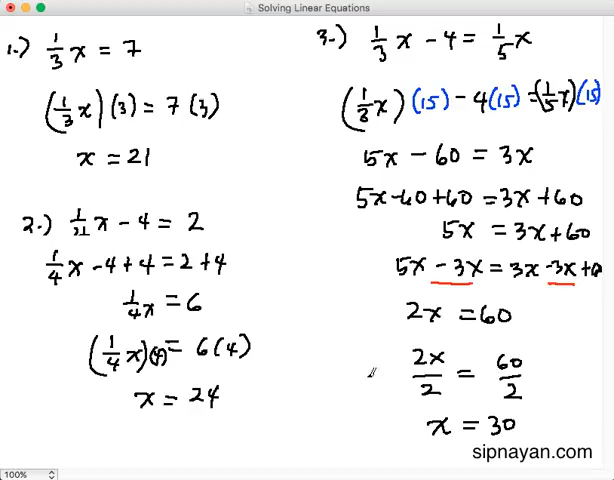 Solving Linear Equations
1.) 1/3 x = 7
(1/3 x)(3) = 7(3)
x = 21
2.) 1/4 x - 4 = 2
1/4 x - 4 + 4 = 2 + 4
1/4 x = 6
(1/4 x)(4) = 6(4)
x = 24
3.) 1/3 x - 4 = 1/5 x
(1/3 x)(15) - 4(15) = (1/5 x)(15)
5x - 60 = 3x
5x - 60 + 60 = 3x + 60
5x = 3x + 60
5x - 3x = 3x - 3x +
2x = 60
2x/2 = 60/2
x = 30
sipnayan.com
100%